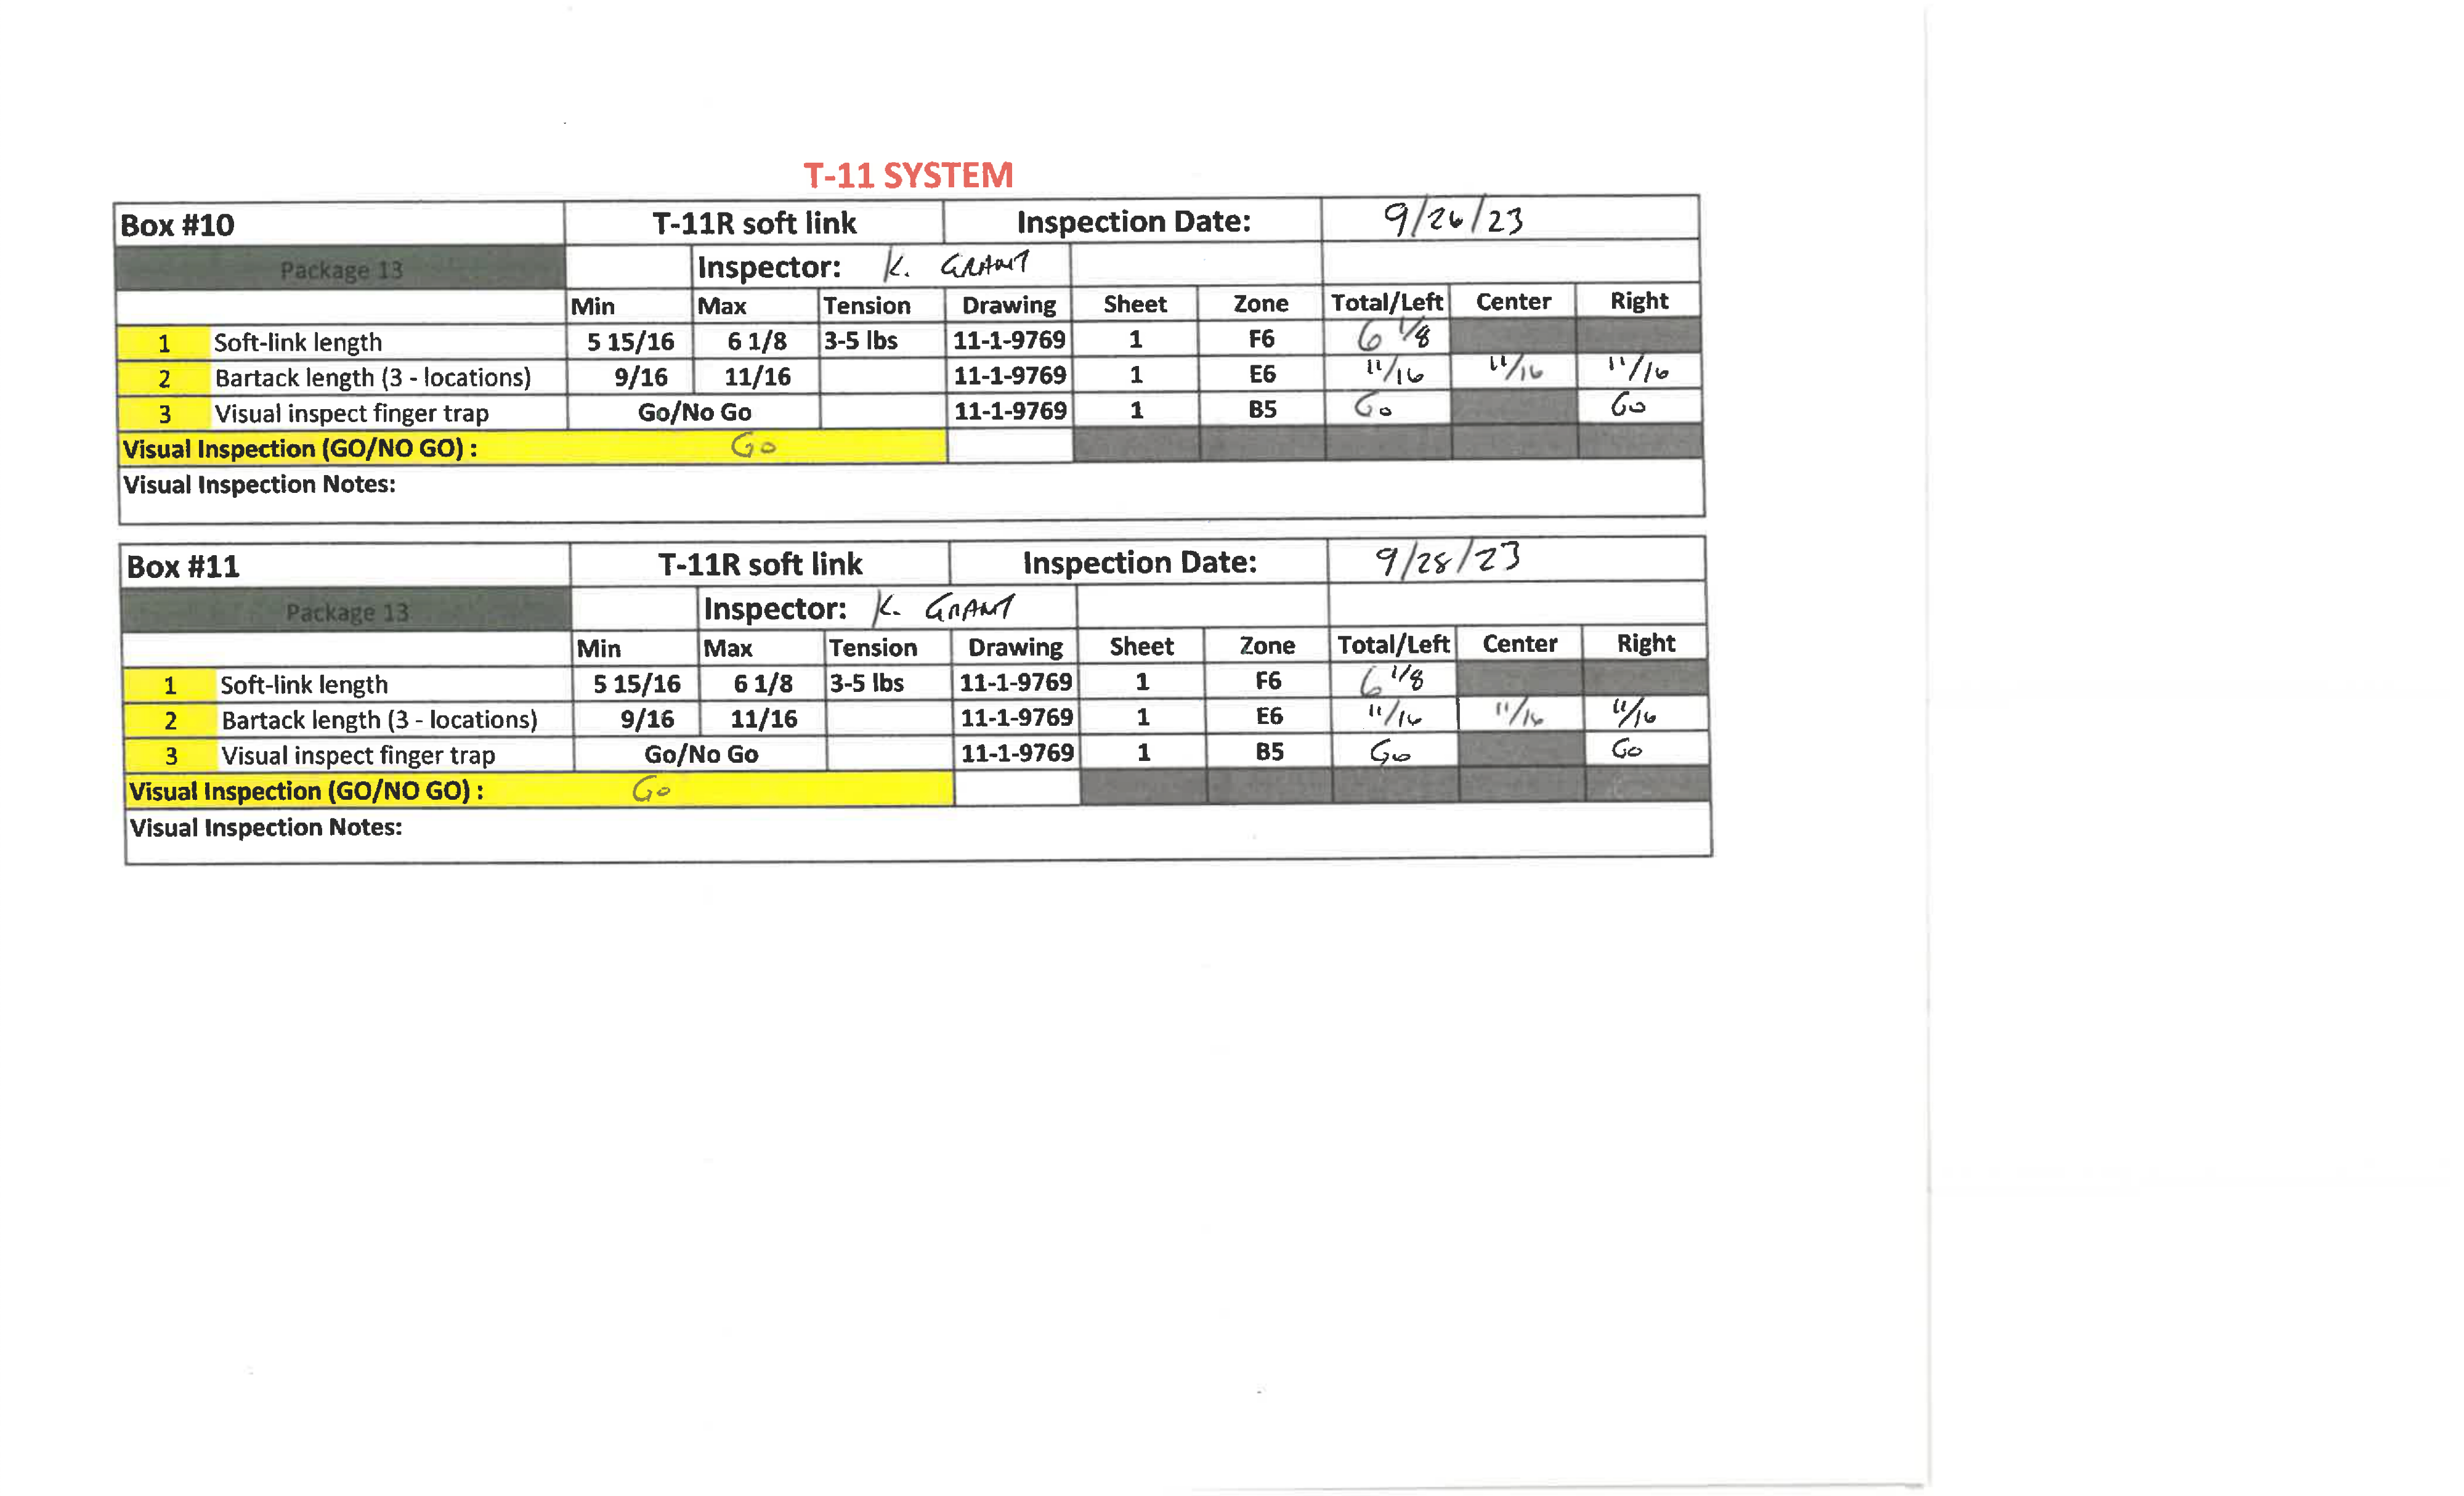 T-11 SYSTEM
Box #10 T-11R soft link Inspection Date: 9/26/23
Package 13 Inspector: K. GRANT
Min Max Tension Drawing Sheet Zone Total/Left Center Right
1 Soft-link length 5 15/16 6 1/8 3-5 lbs 11-1-9769 1 F6 6 1/8
2 Bartack length (3 - locations) 9/16 11/16 11-1-9769 1 E6 11/16 11/16 11/16
3 Visual inspect finger trap Go/No Go 11-1-9769 1 B5 Go Go
Visual Inspection (GO/NO GO) : Go
Visual Inspection Notes:
Box #11 T-11R soft link Inspection Date: 9/28/23
Package 13 Inspector: K. GRANT
Min Max Tension Drawing Sheet Zone Total/Left Center Right
1 Soft-link length 5 15/16 6 1/8 3-5 lbs 11-1-9769 1 F6 6 1/8
2 Bartack length (3 - locations) 9/16 11/16 11-1-9769 1 E6 11/16 11/16 11/16
3 Visual inspect finger trap Go/No Go 11-1-9769 1 B5 Go Go
Visual Inspection (GO/NO GO) : Go
Visual Inspection Notes: